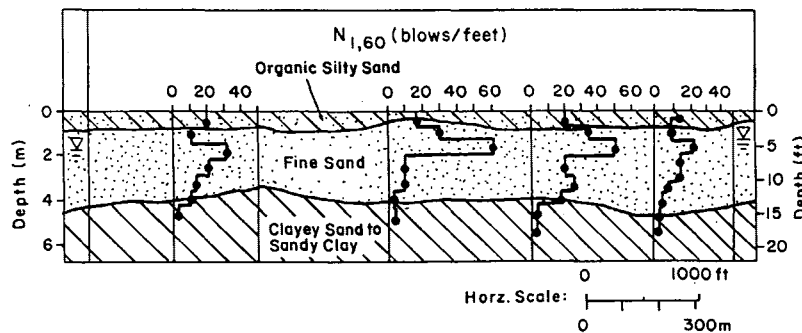 N1,60 (blows/feet)
Organic Silty Sand
0 20 40 0 20 40 60 0 20 40 60 0 20 40
Depth (m)
0
2
4
6
Fine Sand
Clayey Sand to
Sandy Clay
0
5
10
15
20
Depth (ft)
0 1000 ft
Horz. Scale:
0 300m